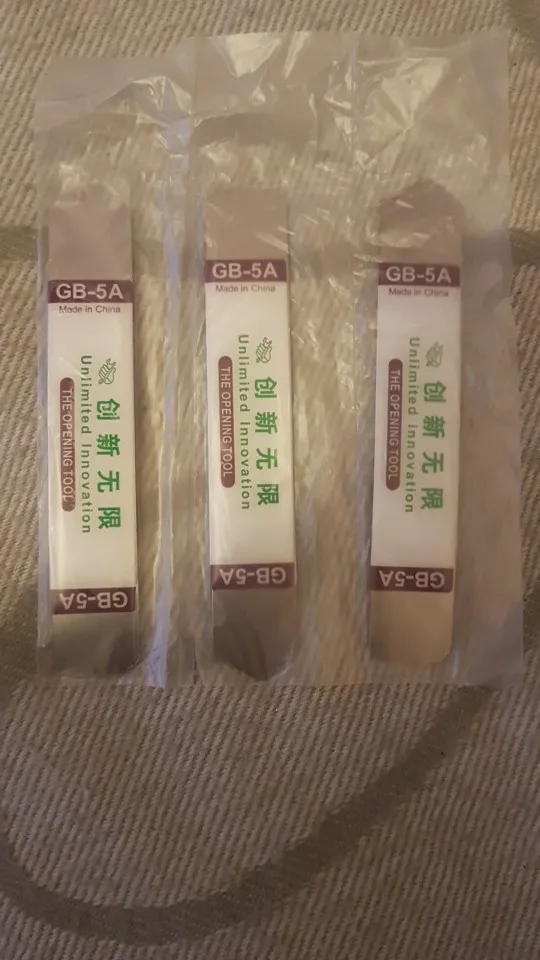 GB-5A
Made in China
创新无限
Unlimited Innovation
THE OPENING TOOL
GB-5A
GB-5A
Made in China
创新无限
Unlimited Innovation
THE OPENING TOOL
GB-5A
GB-5A
Made in China
创新无限
Unlimited Innovation
THE OPENING TOOL
GB-5A